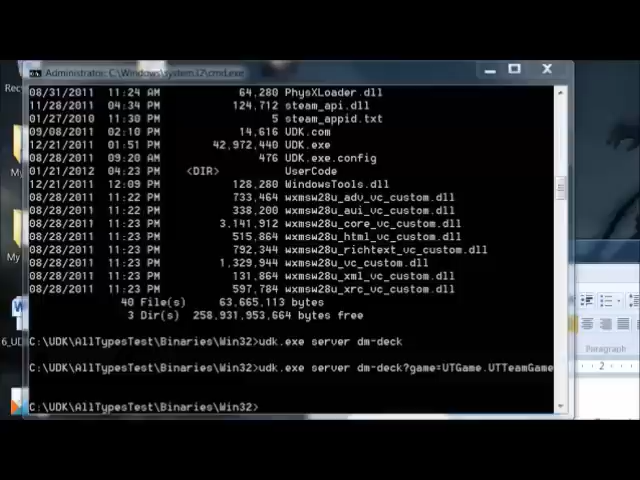 Administrator: C:\Windows\system32\cmd.exe
Recy
08/31/2011 11:24 AM 64,280 PhysXLoader.dll
11/28/2011 04:34 PM 124,712 steam_api.dll
01/27/2010 11:30 PM 5 steam_appid.txt
09/08/2011 02:10 PM 14,616 UDK.com
12/21/2011 01:51 PM 42,972,440 UDK.exe
08/28/2011 09:20 AM 476 UDK.exe.config
01/21/2012 04:23 PM <DIR> UserCode
12/21/2011 12:09 PM 128,280 WindowsTools.dll
08/28/2011 11:22 PM 733,464 wxmsw28u_adv_vc_custom.dll
08/28/2011 11:22 PM 338,200 wxmsw28u_aui_vc_custom.dll
08/28/2011 11:23 PM 3,141,912 wxmsw28u_core_vc_custom.dll
08/28/2011 11:23 PM 515,864 wxmsw28u_html_vc_custom.dll
08/28/2011 11:23 PM 792,344 wxmsw28u_richtext_vc_custom.dll
08/28/2011 11:23 PM 1,329,944 wxmsw28u_vc_custom.dll
08/28/2011 11:23 PM 131,864 wxmsw28u_xml_vc_custom.dll
08/28/2011 11:23 PM 597,784 wxmsw28u_xrc_vc_custom.dll
40 File(s) 63,665,113 bytes
3 Dir(s) 258,931,953,664 bytes free
C:\UDK\AllTypesTest\Binaries\Win32>udk.exe server dm-deck
C:\UDK\AllTypesTest\Binaries\Win32>udk.exe server dm-deck?game=UTGame.UTTeamGame
C:\UDK\AllTypesTest\Binaries\Win32>
My
My
6_UD
Paragraph
2